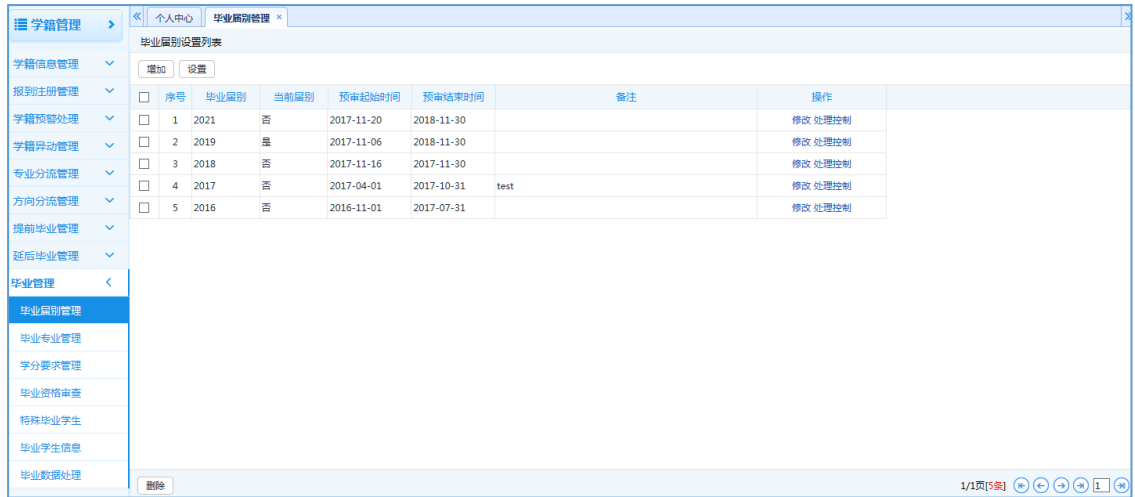 学籍管理
学籍信息管理
报到注册管理
学籍预警处理
学籍异动管理
专业分流管理
方向分流管理
提前毕业管理
延后毕业管理
毕业管理
毕业届别管理
毕业专业管理
学分要求管理
毕业资格审查
特殊毕业学生
毕业学生信息
毕业数据处理
个人中心 毕业届别管理 ×
毕业届别设置列表
增加 设置
序号 毕业届别 当前届别 预审起始时间 预审结束时间 备注 操作
1 2021 否 2017-11-20 2018-11-30 修改 处理控制
2 2019 是 2017-11-06 2018-11-30 修改 处理控制
3 2018 否 2017-11-16 2017-11-30 修改 处理控制
4 2017 否 2017-04-01 2017-10-31 test 修改 处理控制
5 2016 否 2016-11-01 2017-07-31 修改 处理控制
删除 1/1页[5条] 1